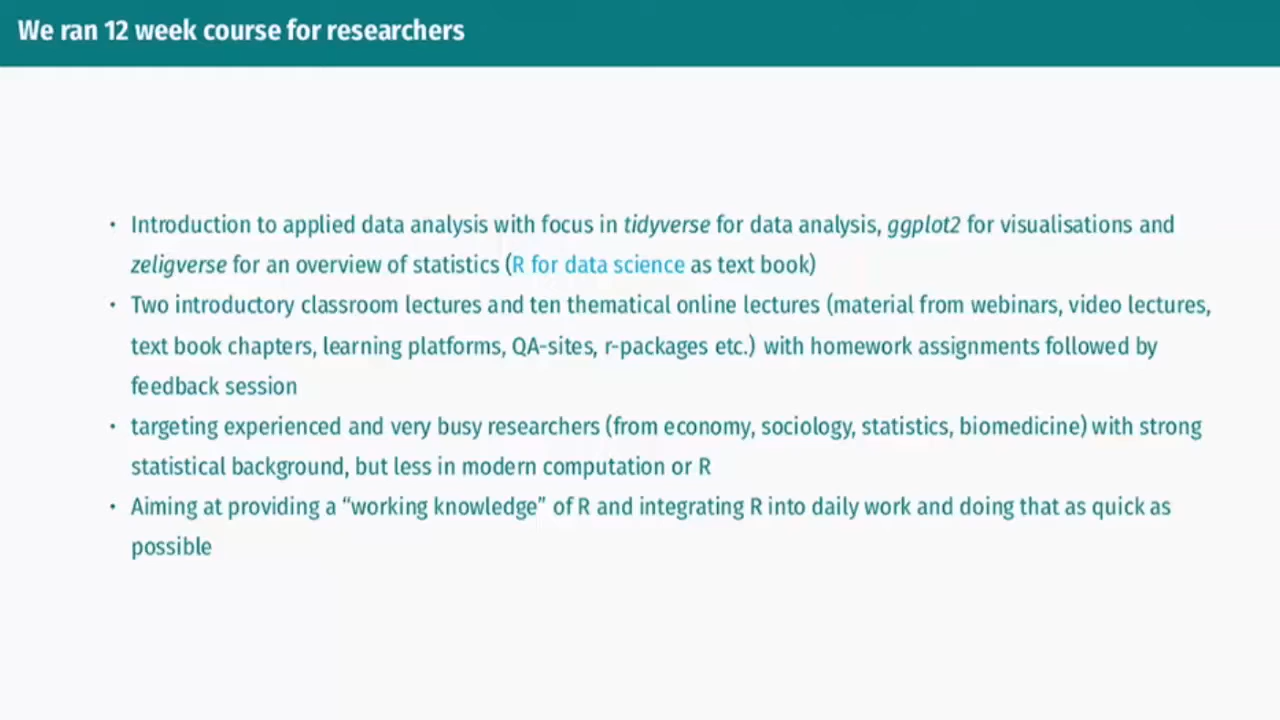 We ran 12 week course for researchers
• Introduction to applied data analysis with focus in tidyverse for data analysis, ggplot2 for visualisations and
zeligverse for an overview of statistics (R for data science as text book)
• Two introductory classroom lectures and ten thematical online lectures (material from webinars, video lectures,
text book chapters, learning platforms, QA-sites, r-packages etc.) with homework assignments followed by
feedback session
• targeting experienced and very busy researchers (from economy, sociology, statistics, biomedicine) with strong
statistical background, but less in modern computation or R
• Aiming at providing a “working knowledge” of R and integrating R into daily work and doing that as quick as
possible